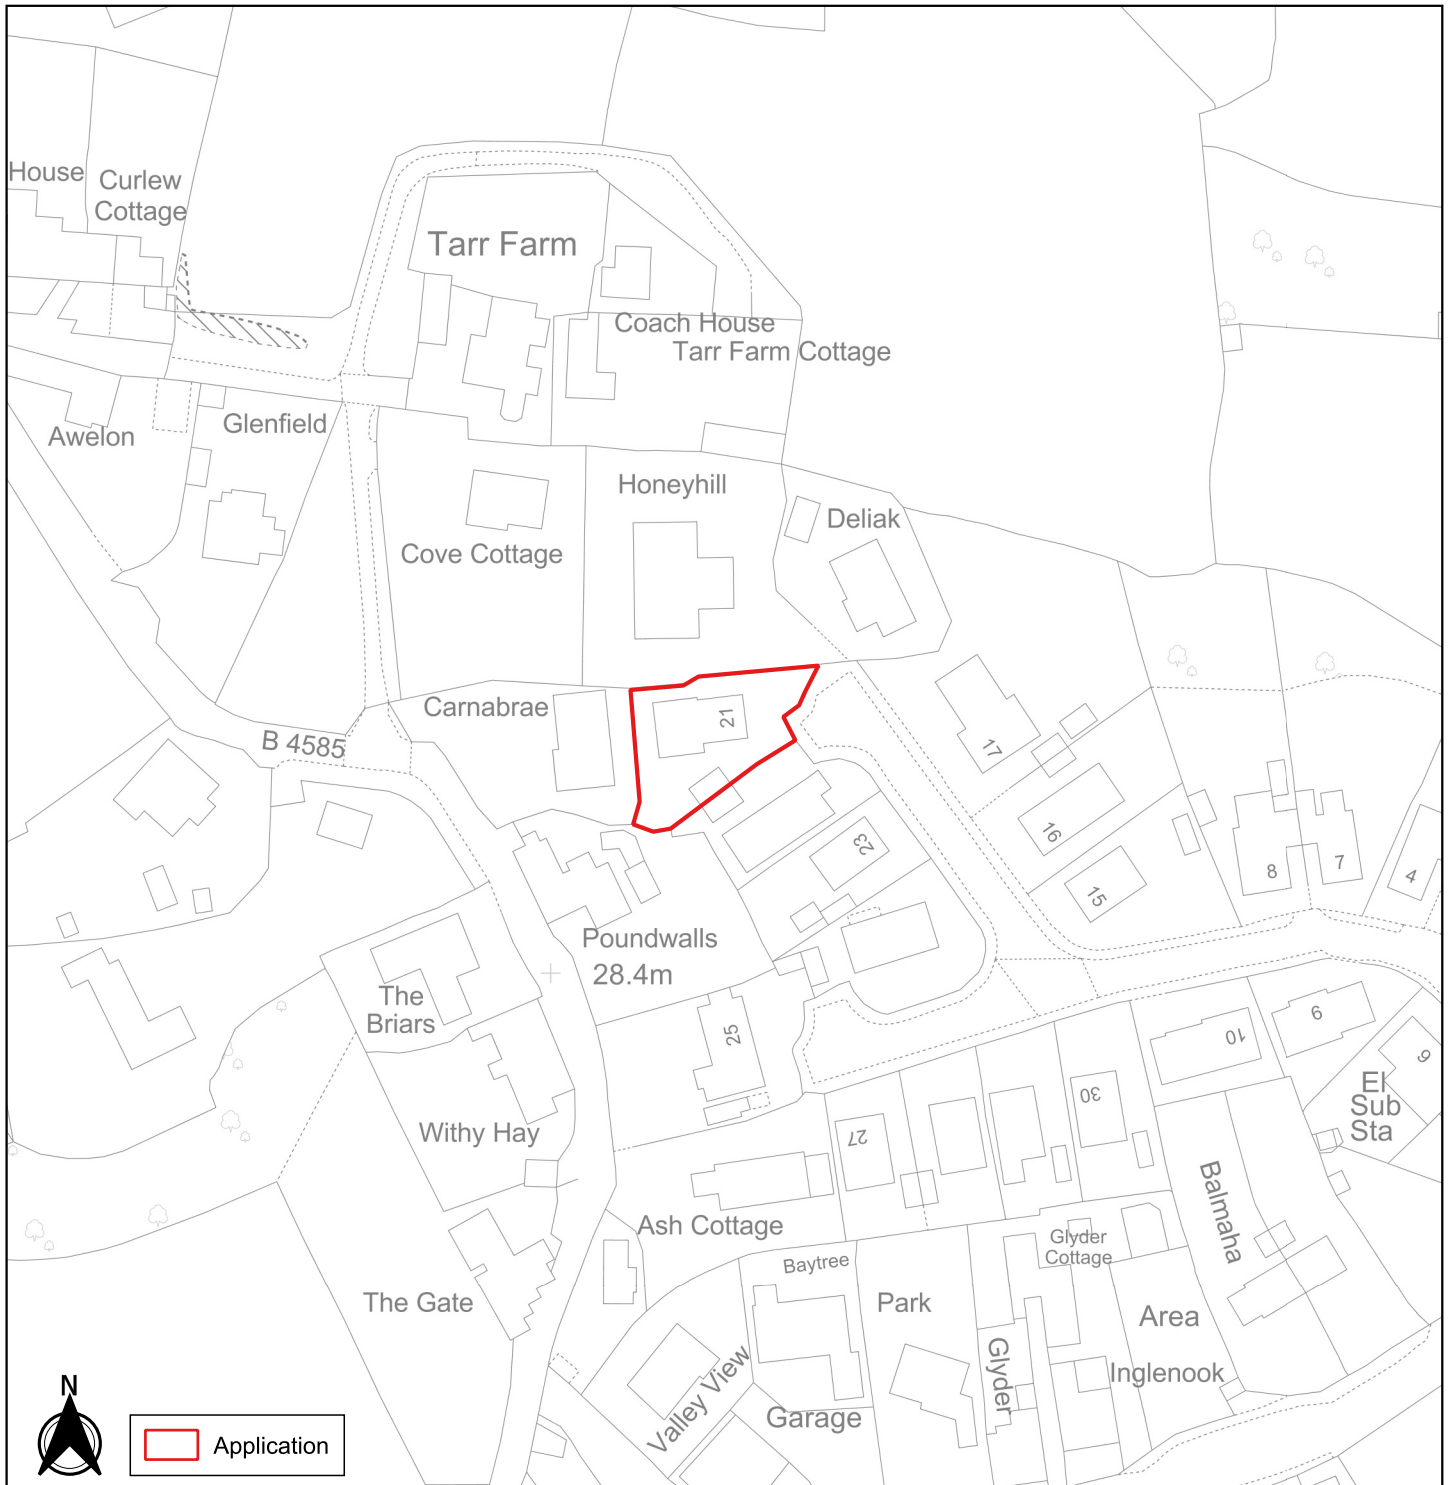 House
Curlew
Cottage
Tarr Farm
Coach House
Tarr Farm Cottage
Awelon
Glenfield
Honeyhill
Deliak
Cove Cottage
Carnabrae
21
B 4585
17
16
15
23
8
7
4
Poundwalls
28.4m
The
Briars
25
10
9
6
El
Sub
Sta
30
27
Withy Hay
Balmaha
Ash Cottage
Glyder
Cottage
Baytree
The Gate
Park
Area
Glyder
Inglenook
Valley View
Garage
N
Application